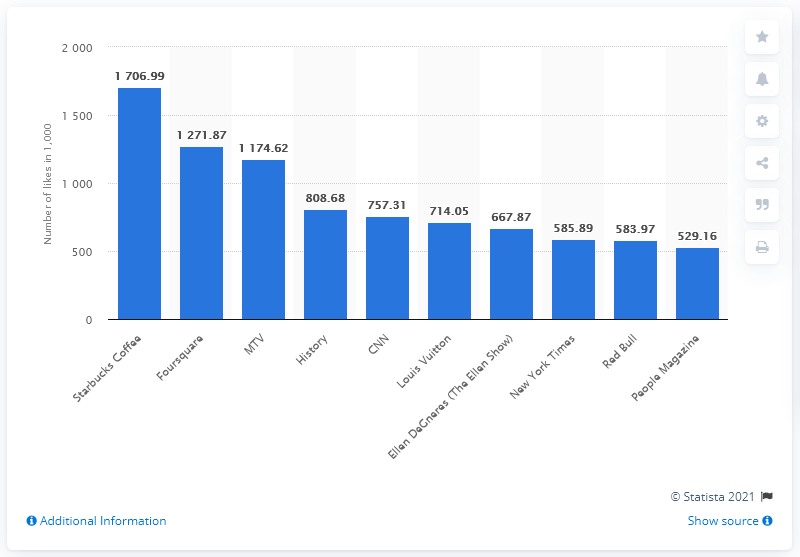 2 000
1 500
1 000
500
0
Number of likes in 1,000
1 706.99
1 271.87
1 174.62
808.68
757.31
714.05
667.87
585.89
583.97
529.16
Starbucks Coffee
Foursquare
MTV
History
CNN
Louis Vuitton
Ellen DeGneres (The Ellen Show)
New York Times
Red Bull
People Magazine
© Statista 2021
Additional Information
Show source